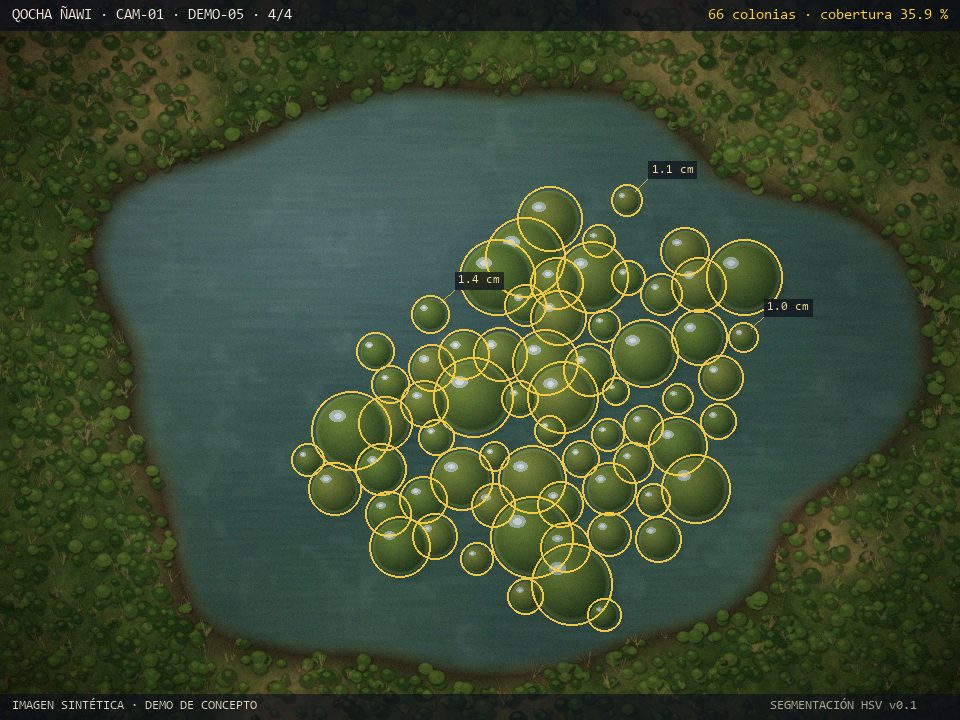 QOCHA ÑAWI · CAM-01 · DEMO-05 · 4/4
66 colonias · cobertura 35.9 %
1.1 cm
1.4 cm
1.0 cm
IMAGEN SINTÉTICA · DEMO DE CONCEPTO
SEGMENTACIÓN HSV v0.1